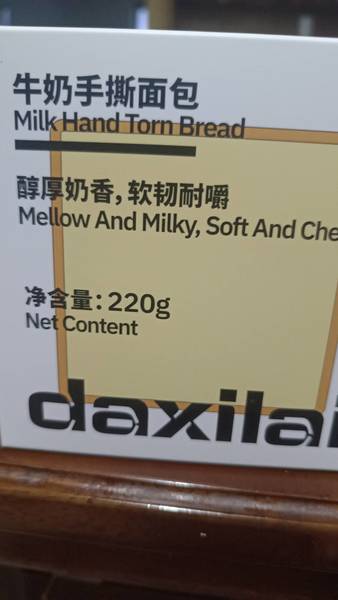 牛奶手撕面包
Milk Hand Torn Bread
醇厚奶香，软韧耐嚼
Mellow And Milky, Soft And Che
净含量：220g
Net Content
daxilai